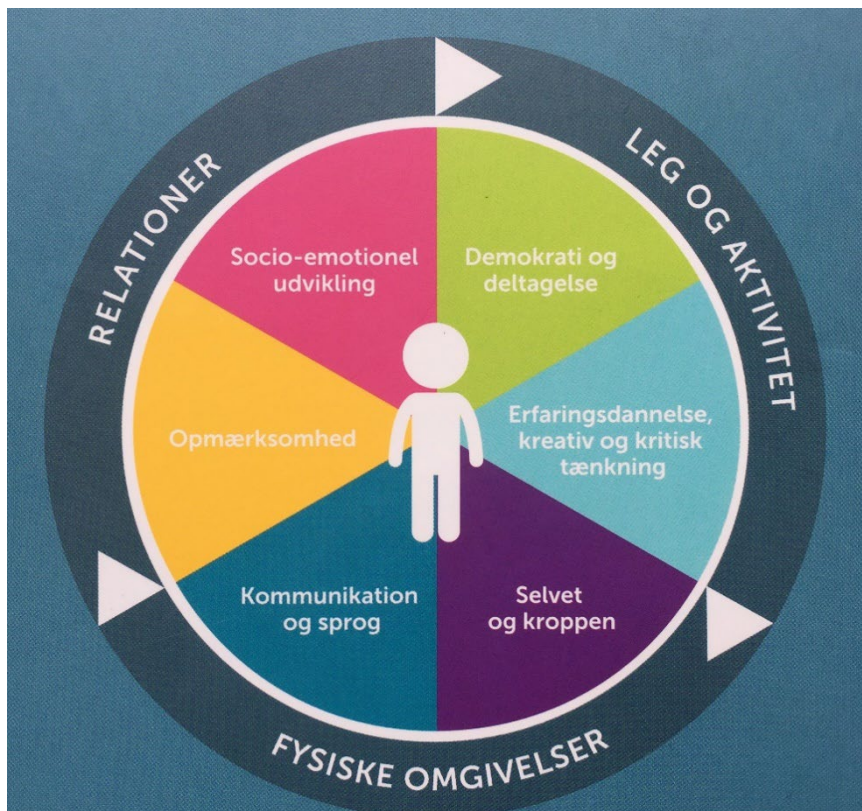 RELATIONER
LEG OG AKTIVITET
FYSISKE OMGIVELSER
Socio-emotionel
udvikling
Demokrati og
deltagelse
Opmærksomhed
Erfaringsdannelse,
kreativ og kritisk
tænkning
Kommunikation
og sprog
Selvet
og kroppen